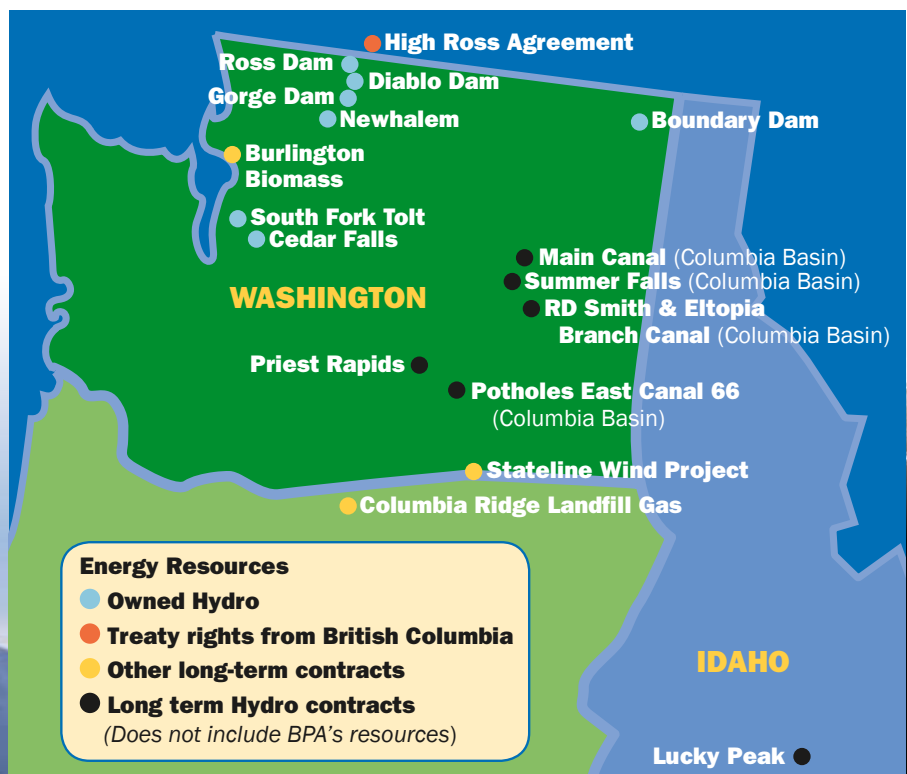 High Ross Agreement
Ross Dam
Diablo Dam
Gorge Dam
Newhalem
Boundary Dam
Burlington
Biomass
South Fork Tolt
Cedar Falls
Main Canal (Columbia Basin)
Summer Falls (Columbia Basin)
WASHINGTON
RD Smith & Eltopia
Branch Canal (Columbia Basin)
Priest Rapids
Potholes East Canal 66
(Columbia Basin)
Stateline Wind Project
Columbia Ridge Landfill Gas
Energy Resources
Owned Hydro
Treaty rights from British Columbia
Other long-term contracts
Long term Hydro contracts
(Does not include BPA's resources)
IDAHO
Lucky Peak